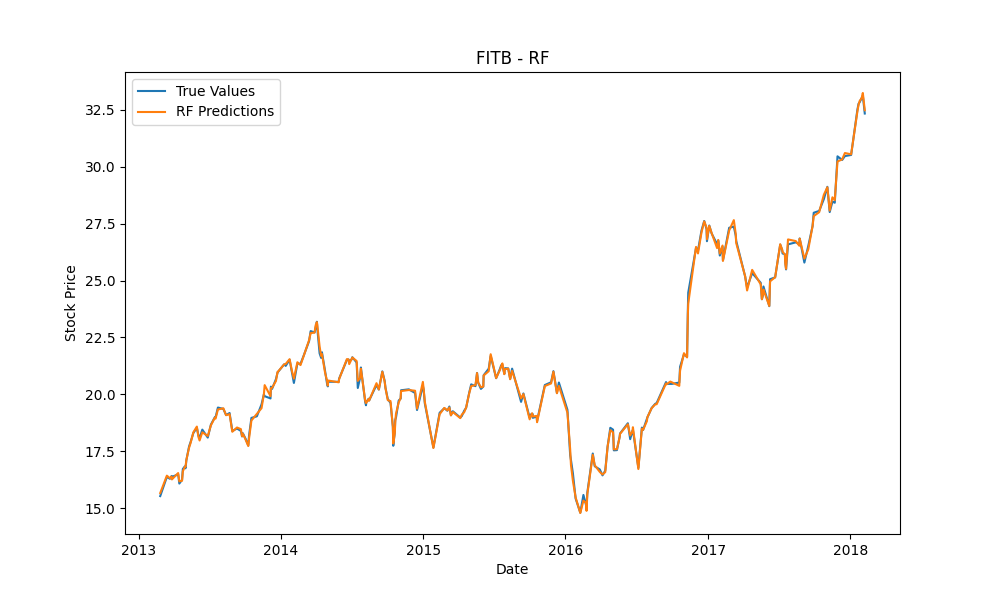 FITB - RF
True Values
RF Predictions
Stock Price
32.5
30.0
27.5
25.0
22.5
20.0
17.5
15.0
2013 2014 2015 2016 2017 2018
Date